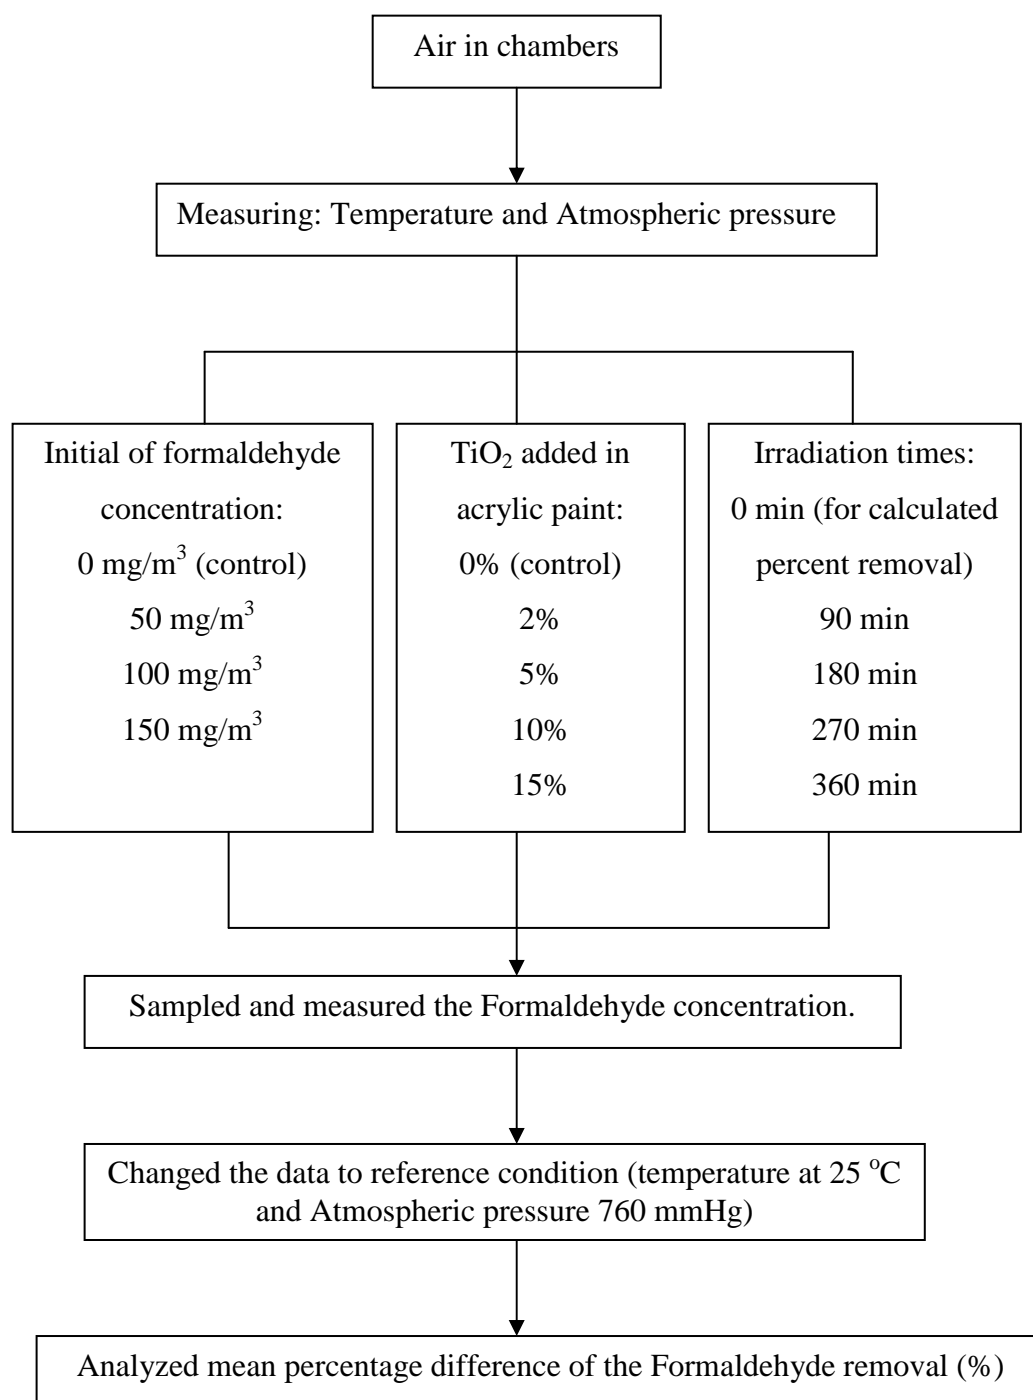 Air in chambers
Measuring: Temperature and Atmospheric pressure
Initial of formaldehyde
concentration:
0 mg/m³ (control)
50 mg/m³
100 mg/m³
150 mg/m³
TiO₂ added in
acrylic paint:
0% (control)
2%
5%
10%
15%
Irradiation times:
0 min (for calculated
percent removal)
90 min
180 min
270 min
360 min
Sampled and measured the Formaldehyde concentration.
Changed the data to reference condition (temperature at 25 °C
and Atmospheric pressure 760 mmHg)
Analyzed mean percentage difference of the Formaldehyde removal (%)